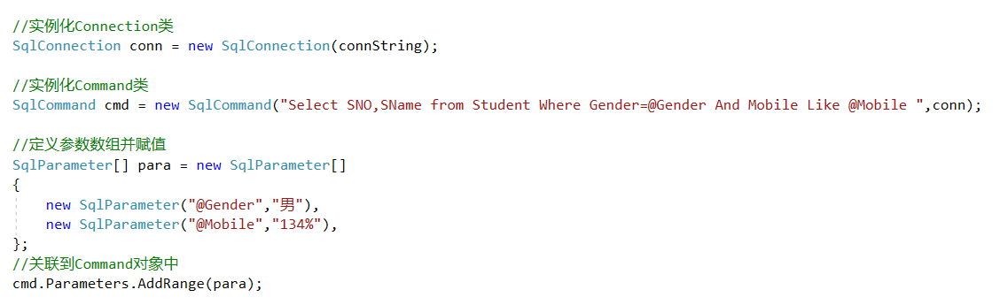 //实例化Connection类
SqlConnection conn = new SqlConnection(connString);
//实例化Command类
SqlCommand cmd = new SqlCommand("Select SNO,SName from Student Where Gender=@Gender And Mobile Like @Mobile ",conn);
//定义参数数组并赋值
SqlParameter[] para = new SqlParameter[]
{
new SqlParameter("@Gender","男"),
new SqlParameter("@Mobile","134%"),
};
//关联到Command对象中
cmd.Parameters.AddRange(para);